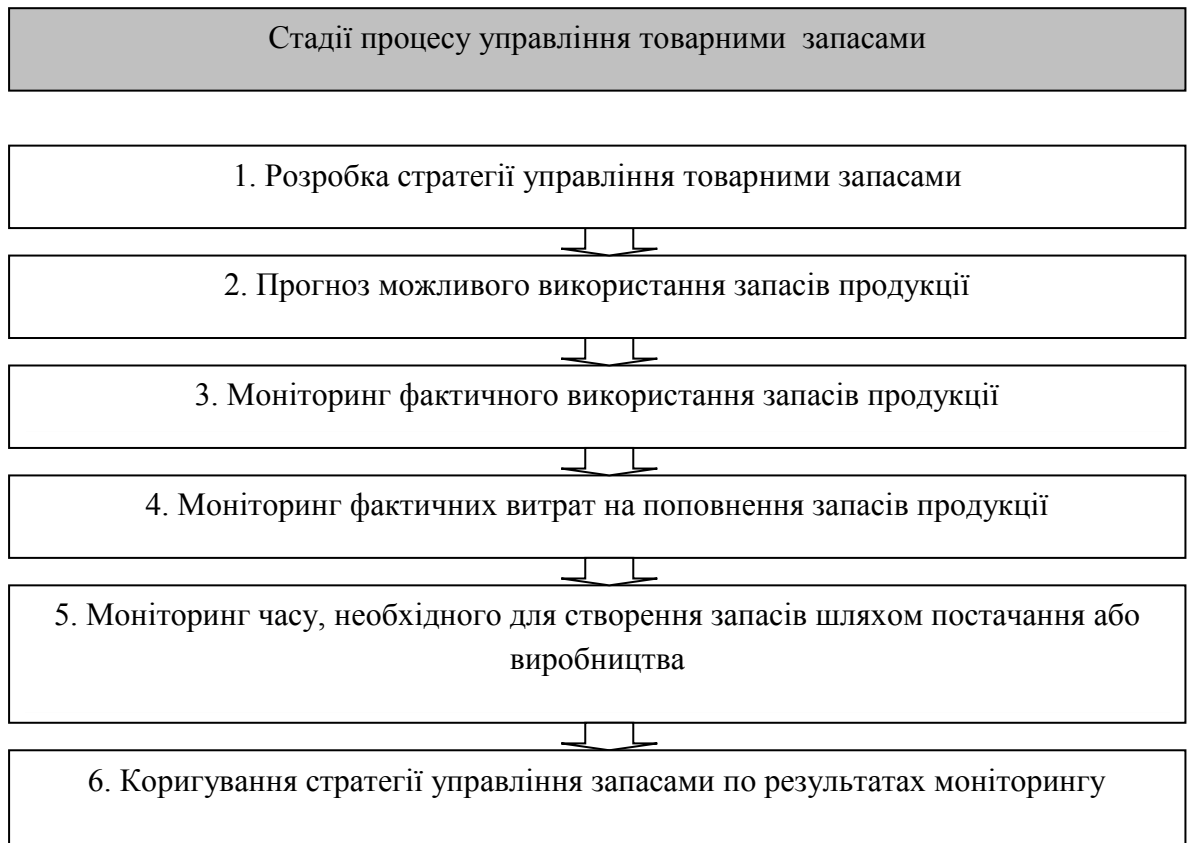 Стадії процесу управління товарними запасами
1. Розробка стратегії управління товарними запасами
2. Прогноз можливого використання запасів продукції
3. Моніторинг фактичного використання запасів продукції
4. Моніторинг фактичних витрат на поповнення запасів продукції
5. Моніторинг часу, необхідного для створення запасів шляхом постачання або
виробництва
6. Коригування стратегії управління запасами по результатах моніторингу